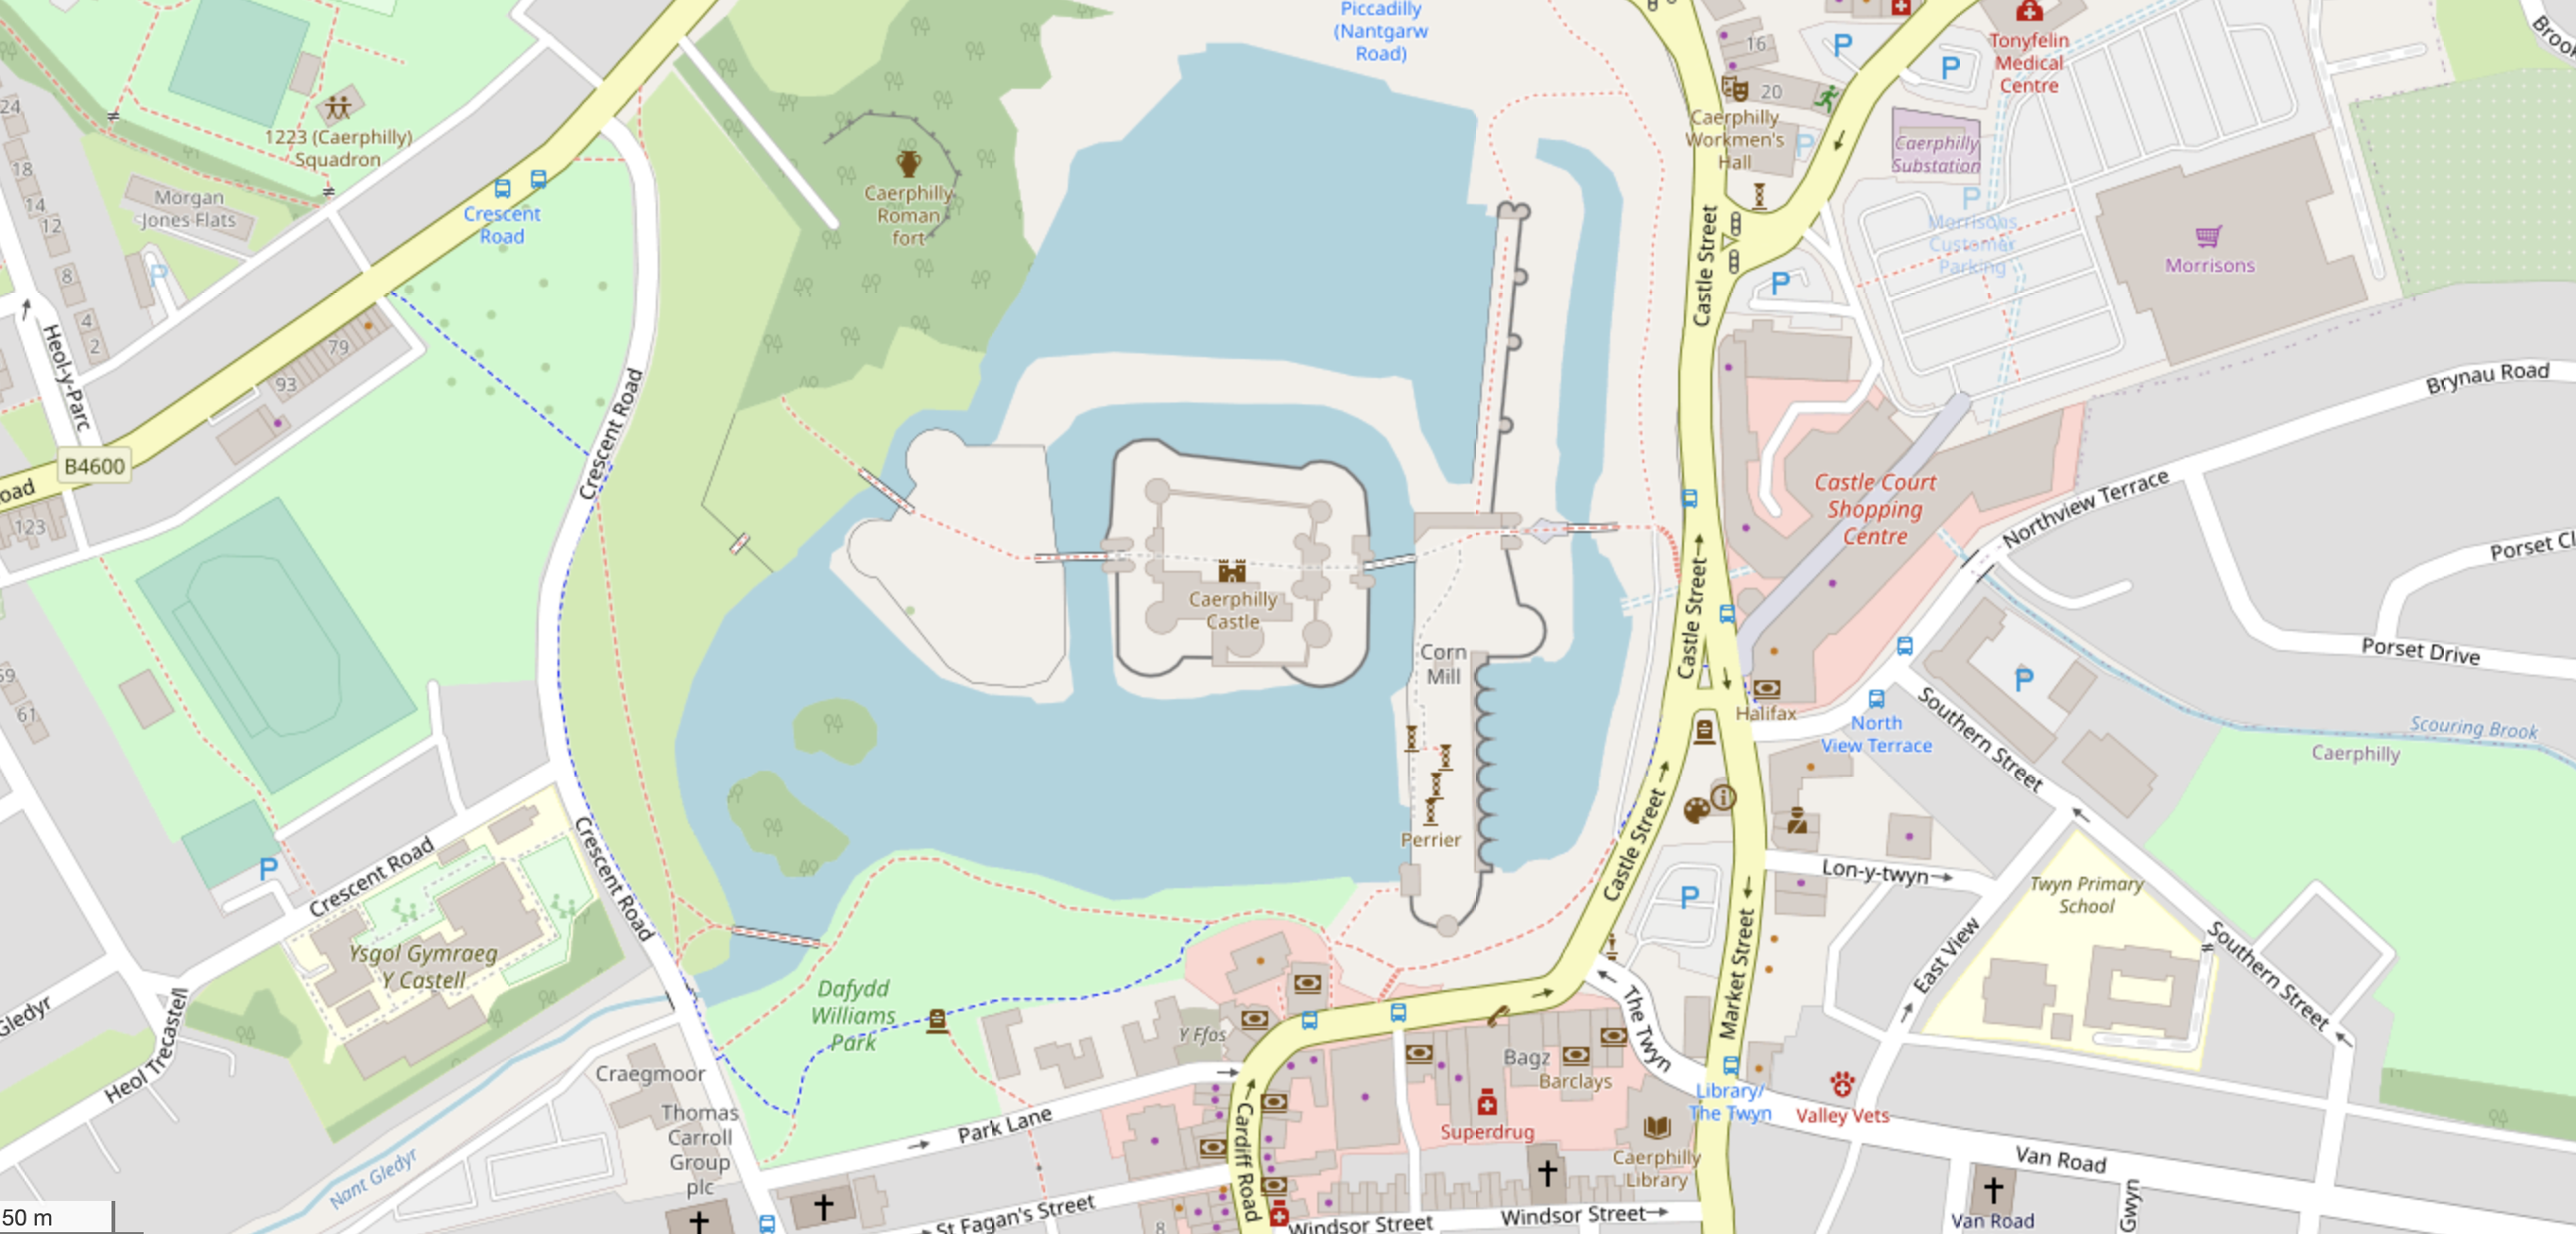 Piccadilly
(Nantgarw
Road)
16
20
Tonyfelin
Medical
Centre
24
18
14
12
8
4
2
1223 (Caerphilly)
Squadron
Morgan
Jones Flats
Crescent
Road
Caerphilly
Roman
fort
Caerphilly
Workmen's
Hall
Caerphilly
Substation
Morrisons
Customer
Parking
Morrisons
P
P
P
P
P
P
Heol-y-Parc
79
93
B4600
123
Crescent Road
Castle Street
Brynau Road
Castle Court
Shopping
Centre
Northview Terrace
Porset Drive
Caerphilly
Castle
Corn
Mill
Castle Street
Halifax
North
View Terrace
P
Southern Street
Scouring Brook
Caerphilly
61
Perrier
Castle Street
P
P
Crescent Road
Crescent Road
Lon-y-twyn
Twyn Primary
School
Ysgol Gymraeg
Y Castell
Market Street
East View
Southern Street
Gledyr
Heol Trecastell
Dafydd
Williams
Park
Y Ffos
The Twyn
Craegmoor
Bagz
Barclays
Library/
The Twyn
Valley Vets
Thomas
Carroll
Group
plc
Park Lane
Cardiff Road
Superdrug
Caerphilly
Library
Van Road
Nant Gledyr
St Fagan's Street
8
Windsor Street
Windsor Street
Van Road
Gwyn
50 m